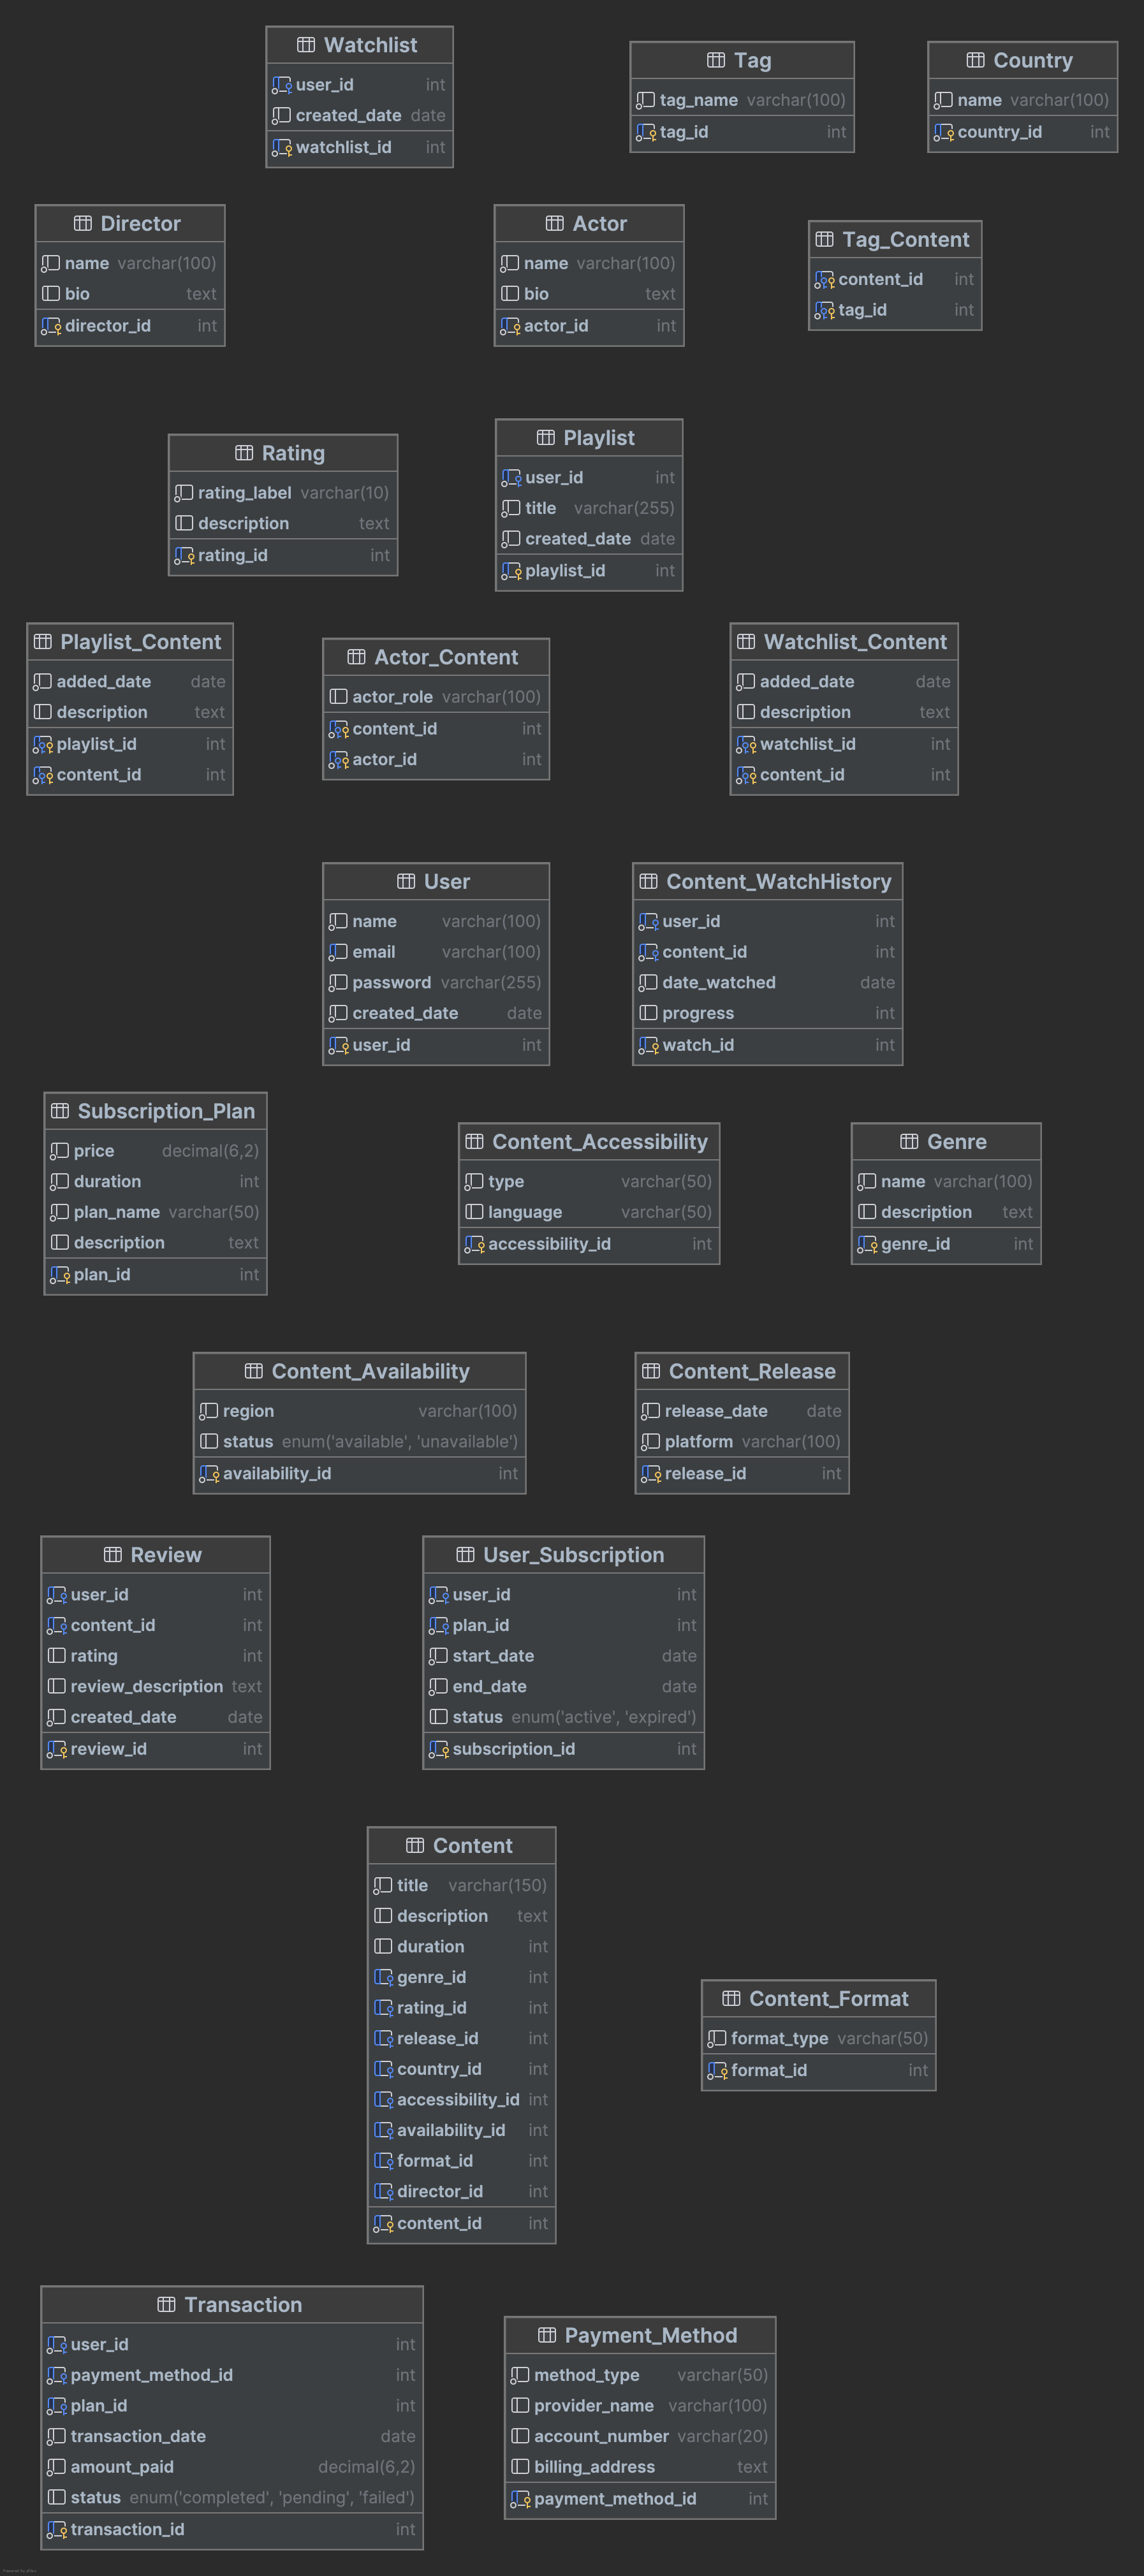 Watchlist
user_id int
created_date date
watchlist_id int
Tag
tag_name varchar(100)
tag_id int
Country
name varchar(100)
country_id int
Director
name varchar(100)
bio text
director_id int
Actor
name varchar(100)
bio text
actor_id int
Tag_Content
content_id int
tag_id int
Rating
rating_label varchar(10)
description text
rating_id int
Playlist
user_id int
title varchar(255)
created_date date
playlist_id int
Playlist_Content
added_date date
description text
playlist_id int
content_id int
Actor_Content
actor_role varchar(100)
content_id int
actor_id int
Watchlist_Content
added_date date
description text
watchlist_id int
content_id int
User
name varchar(100)
email varchar(100)
password varchar(255)
created_date date
user_id int
Content_WatchHistory
user_id int
content_id int
date_watched date
progress int
watch_id int
Subscription_Plan
price decimal(6,2)
duration int
plan_name varchar(50)
description text
plan_id int
Content_Accessibility
type varchar(50)
language varchar(50)
accessibility_id int
Genre
name varchar(100)
description text
genre_id int
Content_Availability
region varchar(100)
status enum('available', 'unavailable')
availability_id int
Content_Release
release_date date
platform varchar(100)
release_id int
Review
user_id int
content_id int
rating int
review_description text
created_date date
review_id int
User_Subscription
user_id int
plan_id int
start_date date
end_date date
status enum('active', 'expired')
subscription_id int
Content
title varchar(150)
description text
duration int
genre_id int
rating_id int
release_id int
country_id int
accessibility_id int
availability_id int
format_id int
director_id int
content_id int
Content_Format
format_type varchar(50)
format_id int
Transaction
user_id int
payment_method_id int
plan_id int
transaction_date date
amount_paid decimal(6,2)
status enum('completed', 'pending', 'failed')
transaction_id int
Payment_Method
method_type varchar(50)
provider_name varchar(100)
account_number varchar(20)
billing_address text
payment_method_id int
Powered by yFiles